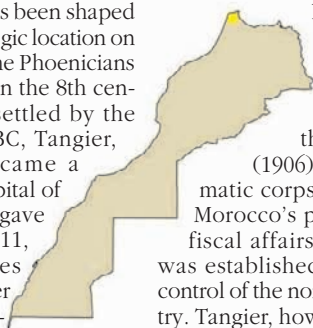 s been shaped
gic location on
ne Phoenicians
n the 8th cen-
settled by the
BC, Tangier,
came a
pital of
gave
11,
es
er
th
(1906)
matic corps
Morocco's p
fiscal affairs
was established
control of the no
try. Tangier, how